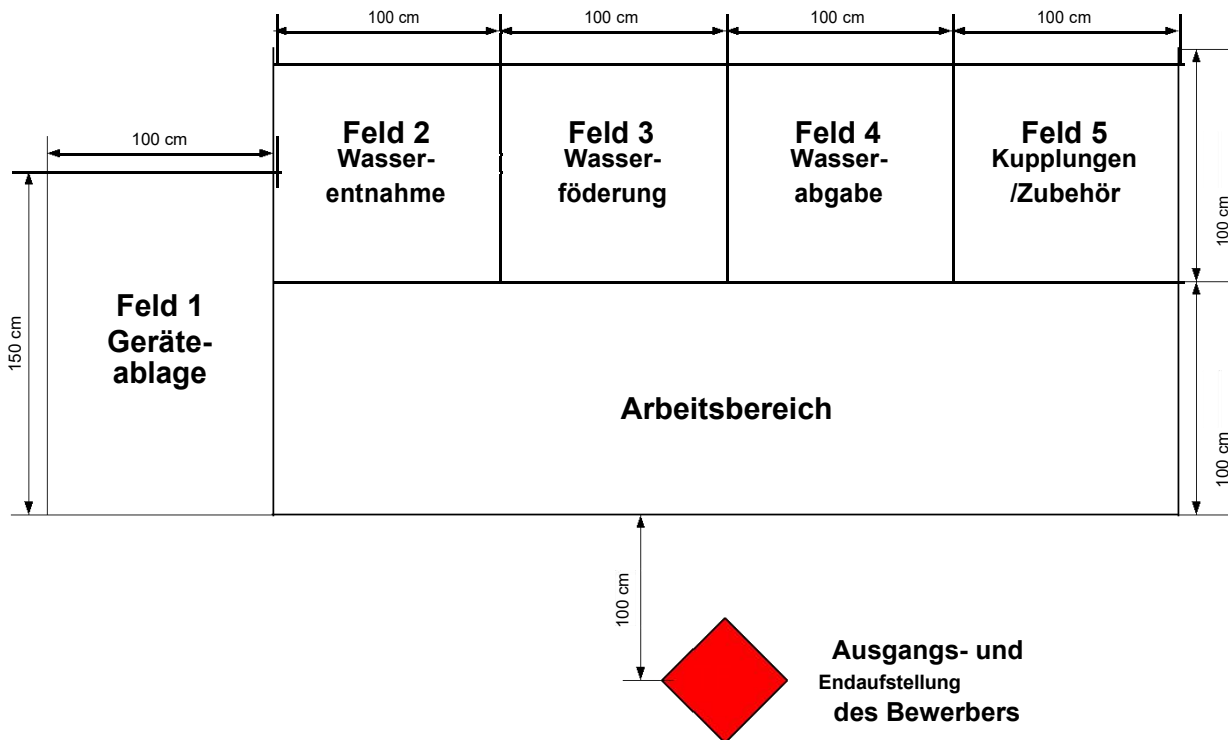 100 cm
100 cm
100 cm
100 cm
100 cm
Feld 2
Wasser-
entnahme
Feld 3
Wasser-
föderung
Feld 4
Wasser-
abgabe
Feld 5
Kupplungen
/Zubehör
100 cm
150 cm
Feld 1
Geräte-
ablage
Arbeitsbereich
100 cm
100 cm
Ausgangs- und
Endaufstellung
des Bewerbers